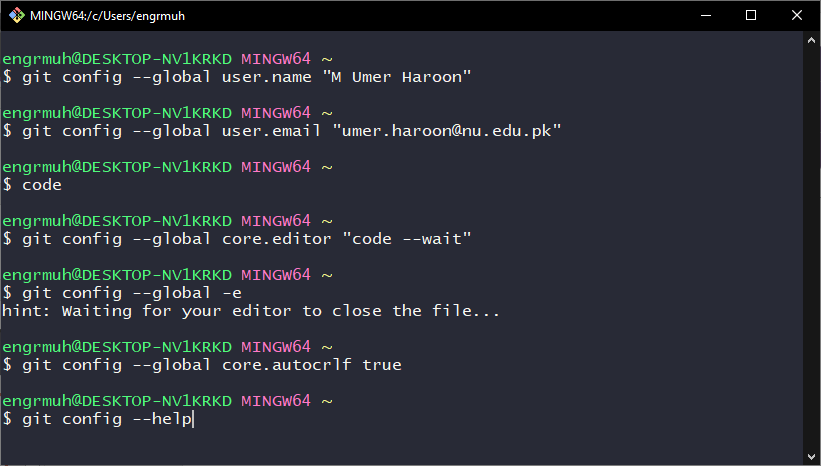 MINGW64:/c/Users/engrmuh
engrmuh@DESKTOP-NV1KRKD MINGW64 ~
$ git config --global user.name "M Umer Haroon"
engrmuh@DESKTOP-NV1KRKD MINGW64 ~
$ git config --global user.email "umer.haroon@nu.edu.pk"
engrmuh@DESKTOP-NV1KRKD MINGW64 ~
$ code
engrmuh@DESKTOP-NV1KRKD MINGW64 ~
$ git config --global core.editor "code --wait"
engrmuh@DESKTOP-NV1KRKD MINGW64 ~
$ git config --global -e
hint: Waiting for your editor to close the file...
engrmuh@DESKTOP-NV1KRKD MINGW64 ~
$ git config --global core.autocrlf true
engrmuh@DESKTOP-NV1KRKD MINGW64 ~
$ git config --help